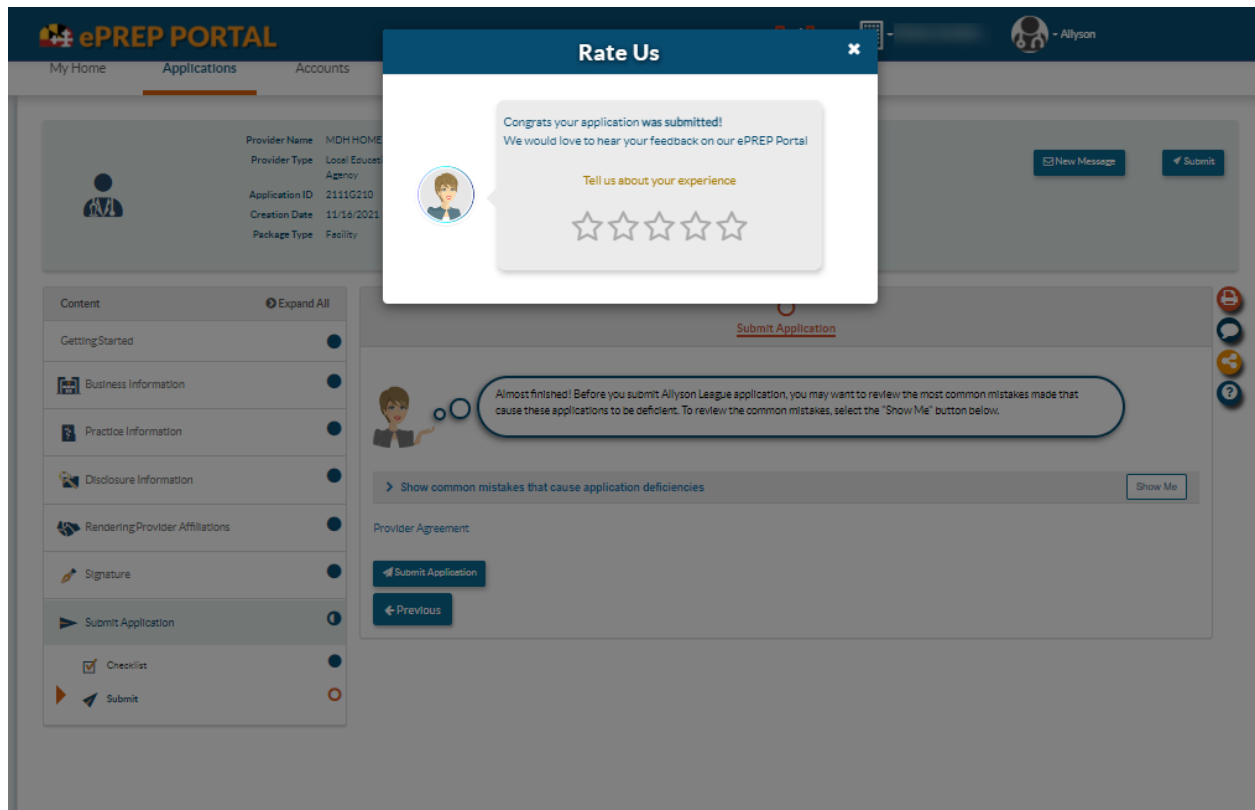 ePREP PORTAL
- Allyson
My Home Applications Accounts
Rate Us
Congrats your application was submitted!
We would love to hear your feedback on our ePREP Portal
Tell us about your experience
Provider Name MDH HOME
Provider Type Local Educati
Agency
Application ID 2111G210
Creation Date 11/16/2021
Package Type Facility
New Message
Submit
Content
Expand All
Getting Started
Business Information
Practice Information
Disclosure Information
Rendering Provider Affiliations
Signature
Submit Application
Checklist
Submit
Submit Application
Almost finished! Before you submit Allyson League application, you may want to review the most common mistakes made that
cause these applications to be deficient. To review the common mistakes, select the "Show Me" button below.
Show common mistakes that cause application deficiencies
Show Me
Provider Agreement
Submit Application
Previous